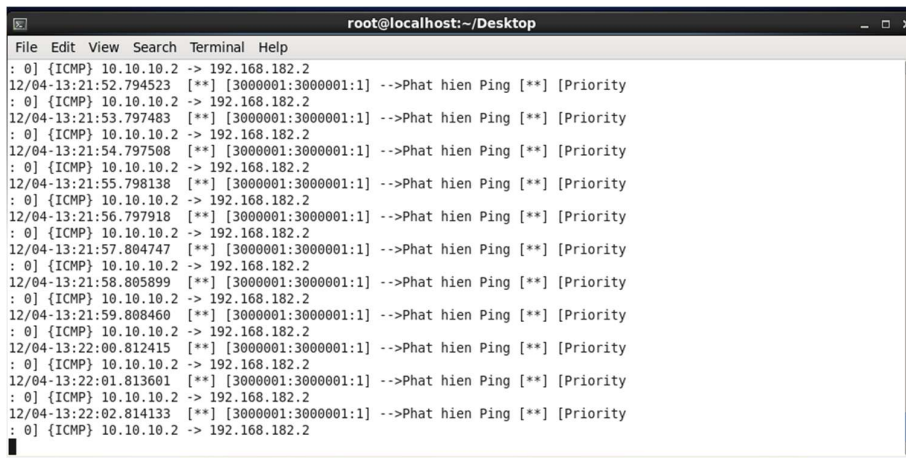 root@localhost:~/Desktop
File Edit View Search Terminal Help
: 0] {ICMP} 10.10.10.2 -> 192.168.182.2
12/04-13:21:52.794523  [**] [3000001:3000001:1] -->Phat hien Ping [**] [Priority
: 0] {ICMP} 10.10.10.2 -> 192.168.182.2
12/04-13:21:53.797483  [**] [3000001:3000001:1] -->Phat hien Ping [**] [Priority
: 0] {ICMP} 10.10.10.2 -> 192.168.182.2
12/04-13:21:54.797508  [**] [3000001:3000001:1] -->Phat hien Ping [**] [Priority
: 0] {ICMP} 10.10.10.2 -> 192.168.182.2
12/04-13:21:55.798138  [**] [3000001:3000001:1] -->Phat hien Ping [**] [Priority
: 0] {ICMP} 10.10.10.2 -> 192.168.182.2
12/04-13:21:56.797918  [**] [3000001:3000001:1] -->Phat hien Ping [**] [Priority
: 0] {ICMP} 10.10.10.2 -> 192.168.182.2
12/04-13:21:57.804747  [**] [3000001:3000001:1] -->Phat hien Ping [**] [Priority
: 0] {ICMP} 10.10.10.2 -> 192.168.182.2
12/04-13:21:58.805899  [**] [3000001:3000001:1] -->Phat hien Ping [**] [Priority
: 0] {ICMP} 10.10.10.2 -> 192.168.182.2
12/04-13:21:59.808460  [**] [3000001:3000001:1] -->Phat hien Ping [**] [Priority
: 0] {ICMP} 10.10.10.2 -> 192.168.182.2
12/04-13:22:00.812415  [**] [3000001:3000001:1] -->Phat hien Ping [**] [Priority
: 0] {ICMP} 10.10.10.2 -> 192.168.182.2
12/04-13:22:01.813601  [**] [3000001:3000001:1] -->Phat hien Ping [**] [Priority
: 0] {ICMP} 10.10.10.2 -> 192.168.182.2
12/04-13:22:02.814133  [**] [3000001:3000001:1] -->Phat hien Ping [**] [Priority
: 0] {ICMP} 10.10.10.2 -> 192.168.182.2